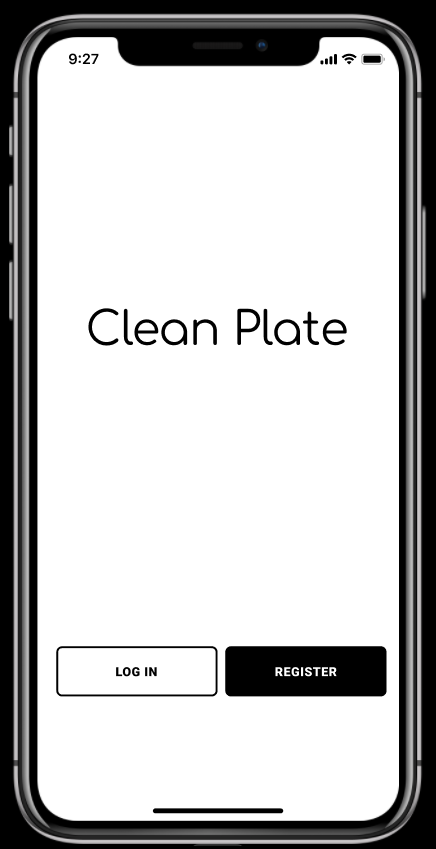 9:27
Clean Plate
LOG IN
REGISTER